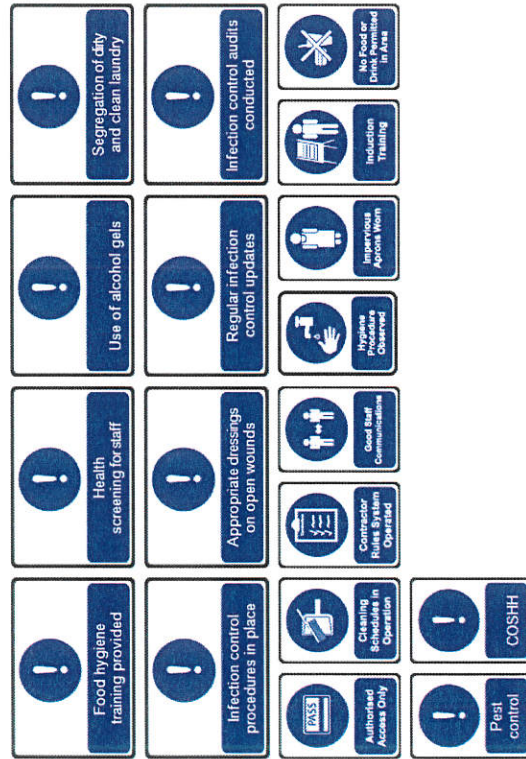 Food hygiene
training provided
Health
screening for staff
Use of alcohol gels
Segregation of dirty
and clean laundry
Infection control
procedures in place
Appropriate dressings
on open wounds
Regular infection
control updates
Infection control audits
conducted
PASS
Authorised
Access Only
Cleaning
Schedules in
Operation
Contractor
Rules System
Operated
Good Staff
Communications
Hygiene
Procedure
Observed
Impervious
Aprons Worn
Induction
Training
No Food or
Drink Permitted
in Area
Pest
control
COSHH